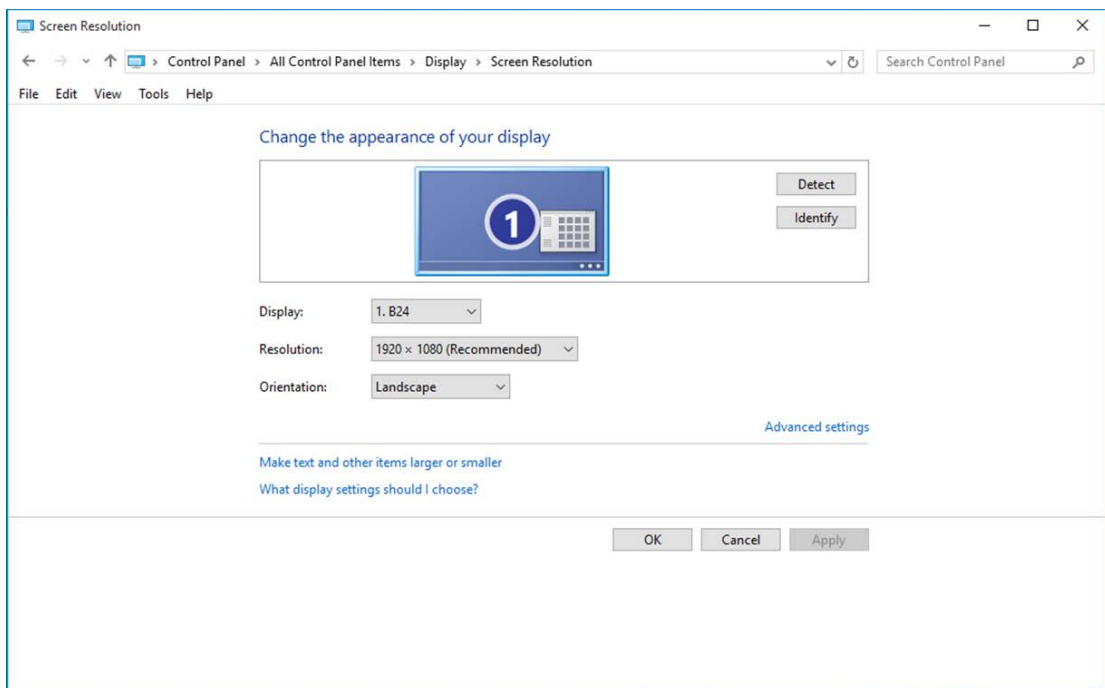 Screen Resolution
Control Panel > All Control Panel Items > Display > Screen Resolution
Search Control Panel
File Edit View Tools Help
Change the appearance of your display
1
Detect
Identify
Display: 1. B24
Resolution: 1920 × 1080 (Recommended)
Orientation: Landscape
Advanced settings
Make text and other items larger or smaller
What display settings should I choose?
OK Cancel Apply